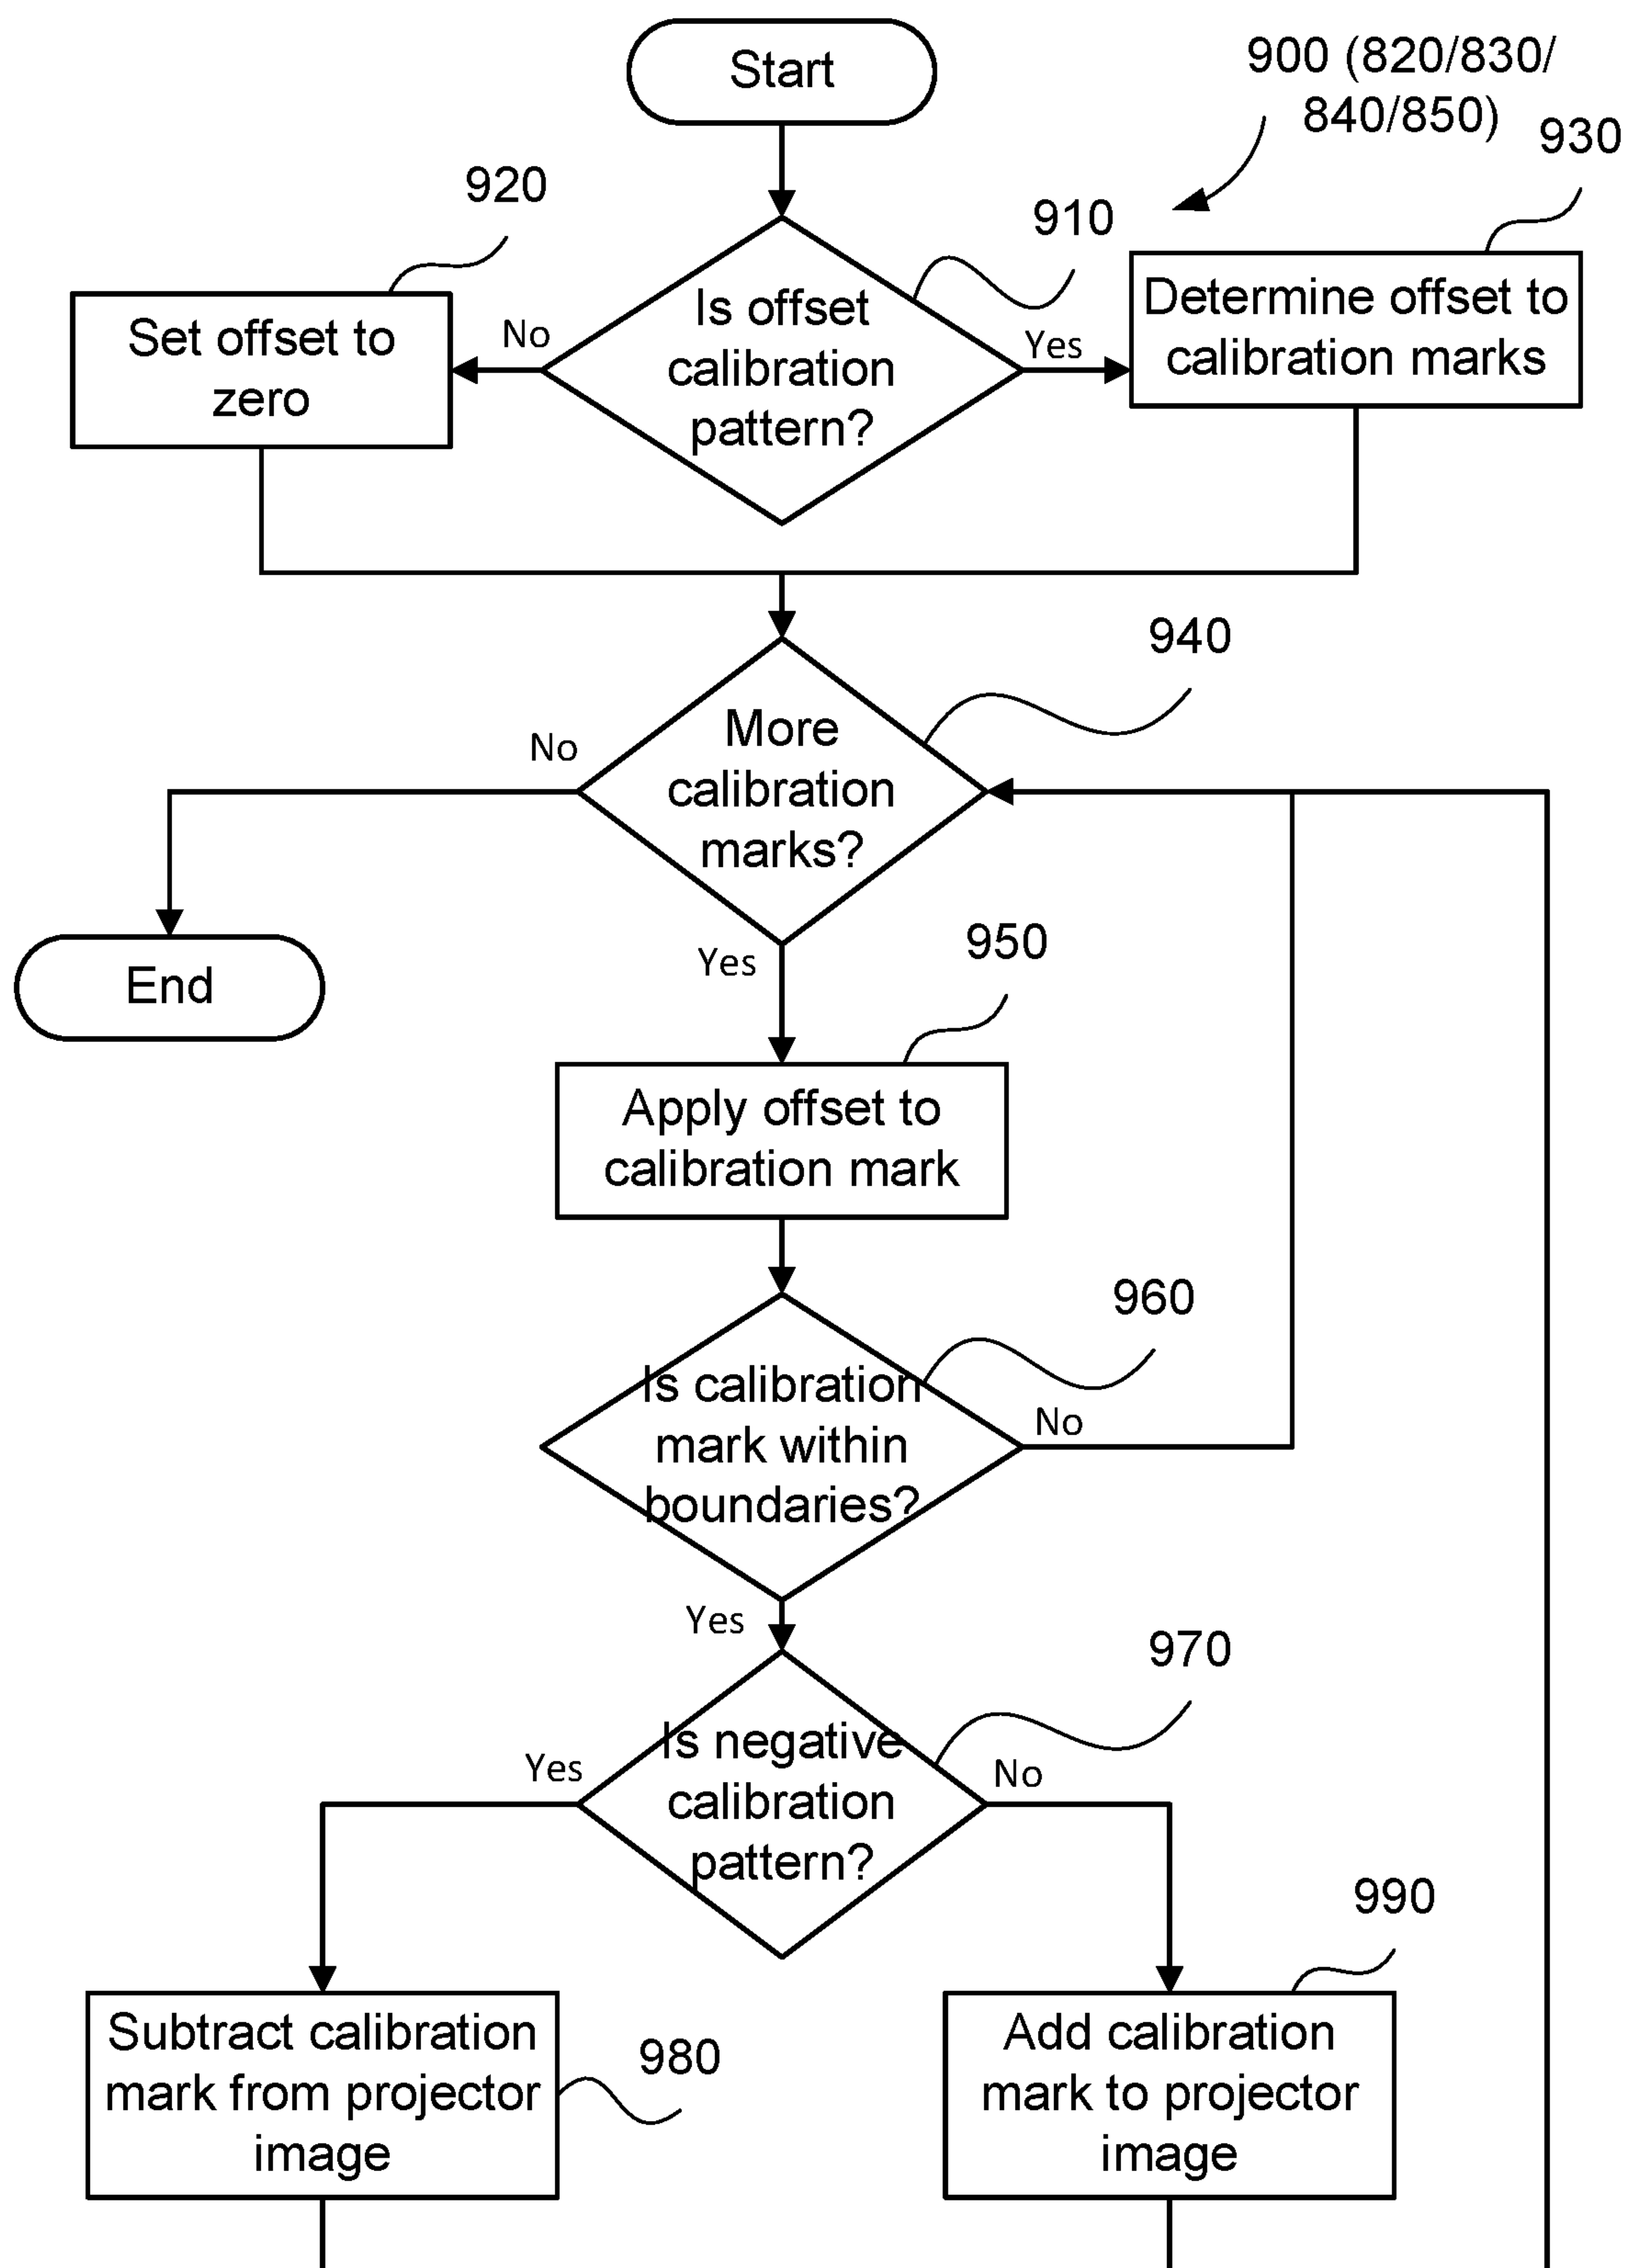 Start
900 (820/830/
840/850)
930
920
910
Set offset to
zero
No
Is offset
calibration
pattern?
Yes
Determine offset to
calibration marks
940
More
calibration
marks?
No
Yes
End
950
Apply offset to
calibration mark
960
Is calibration
mark within
boundaries?
No
Yes
970
Is negative
calibration
pattern?
Yes
No
990
Subtract calibration
mark from projector
image
980
Add calibration
mark to projector
image